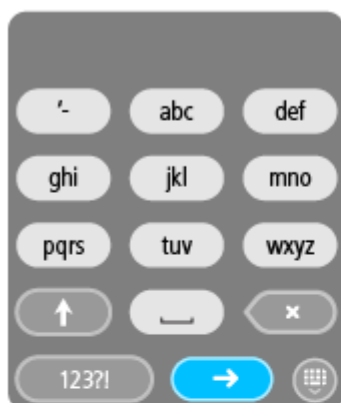 '- abc def
ghi jkl mno
pqrs tuv wxyz
123?!